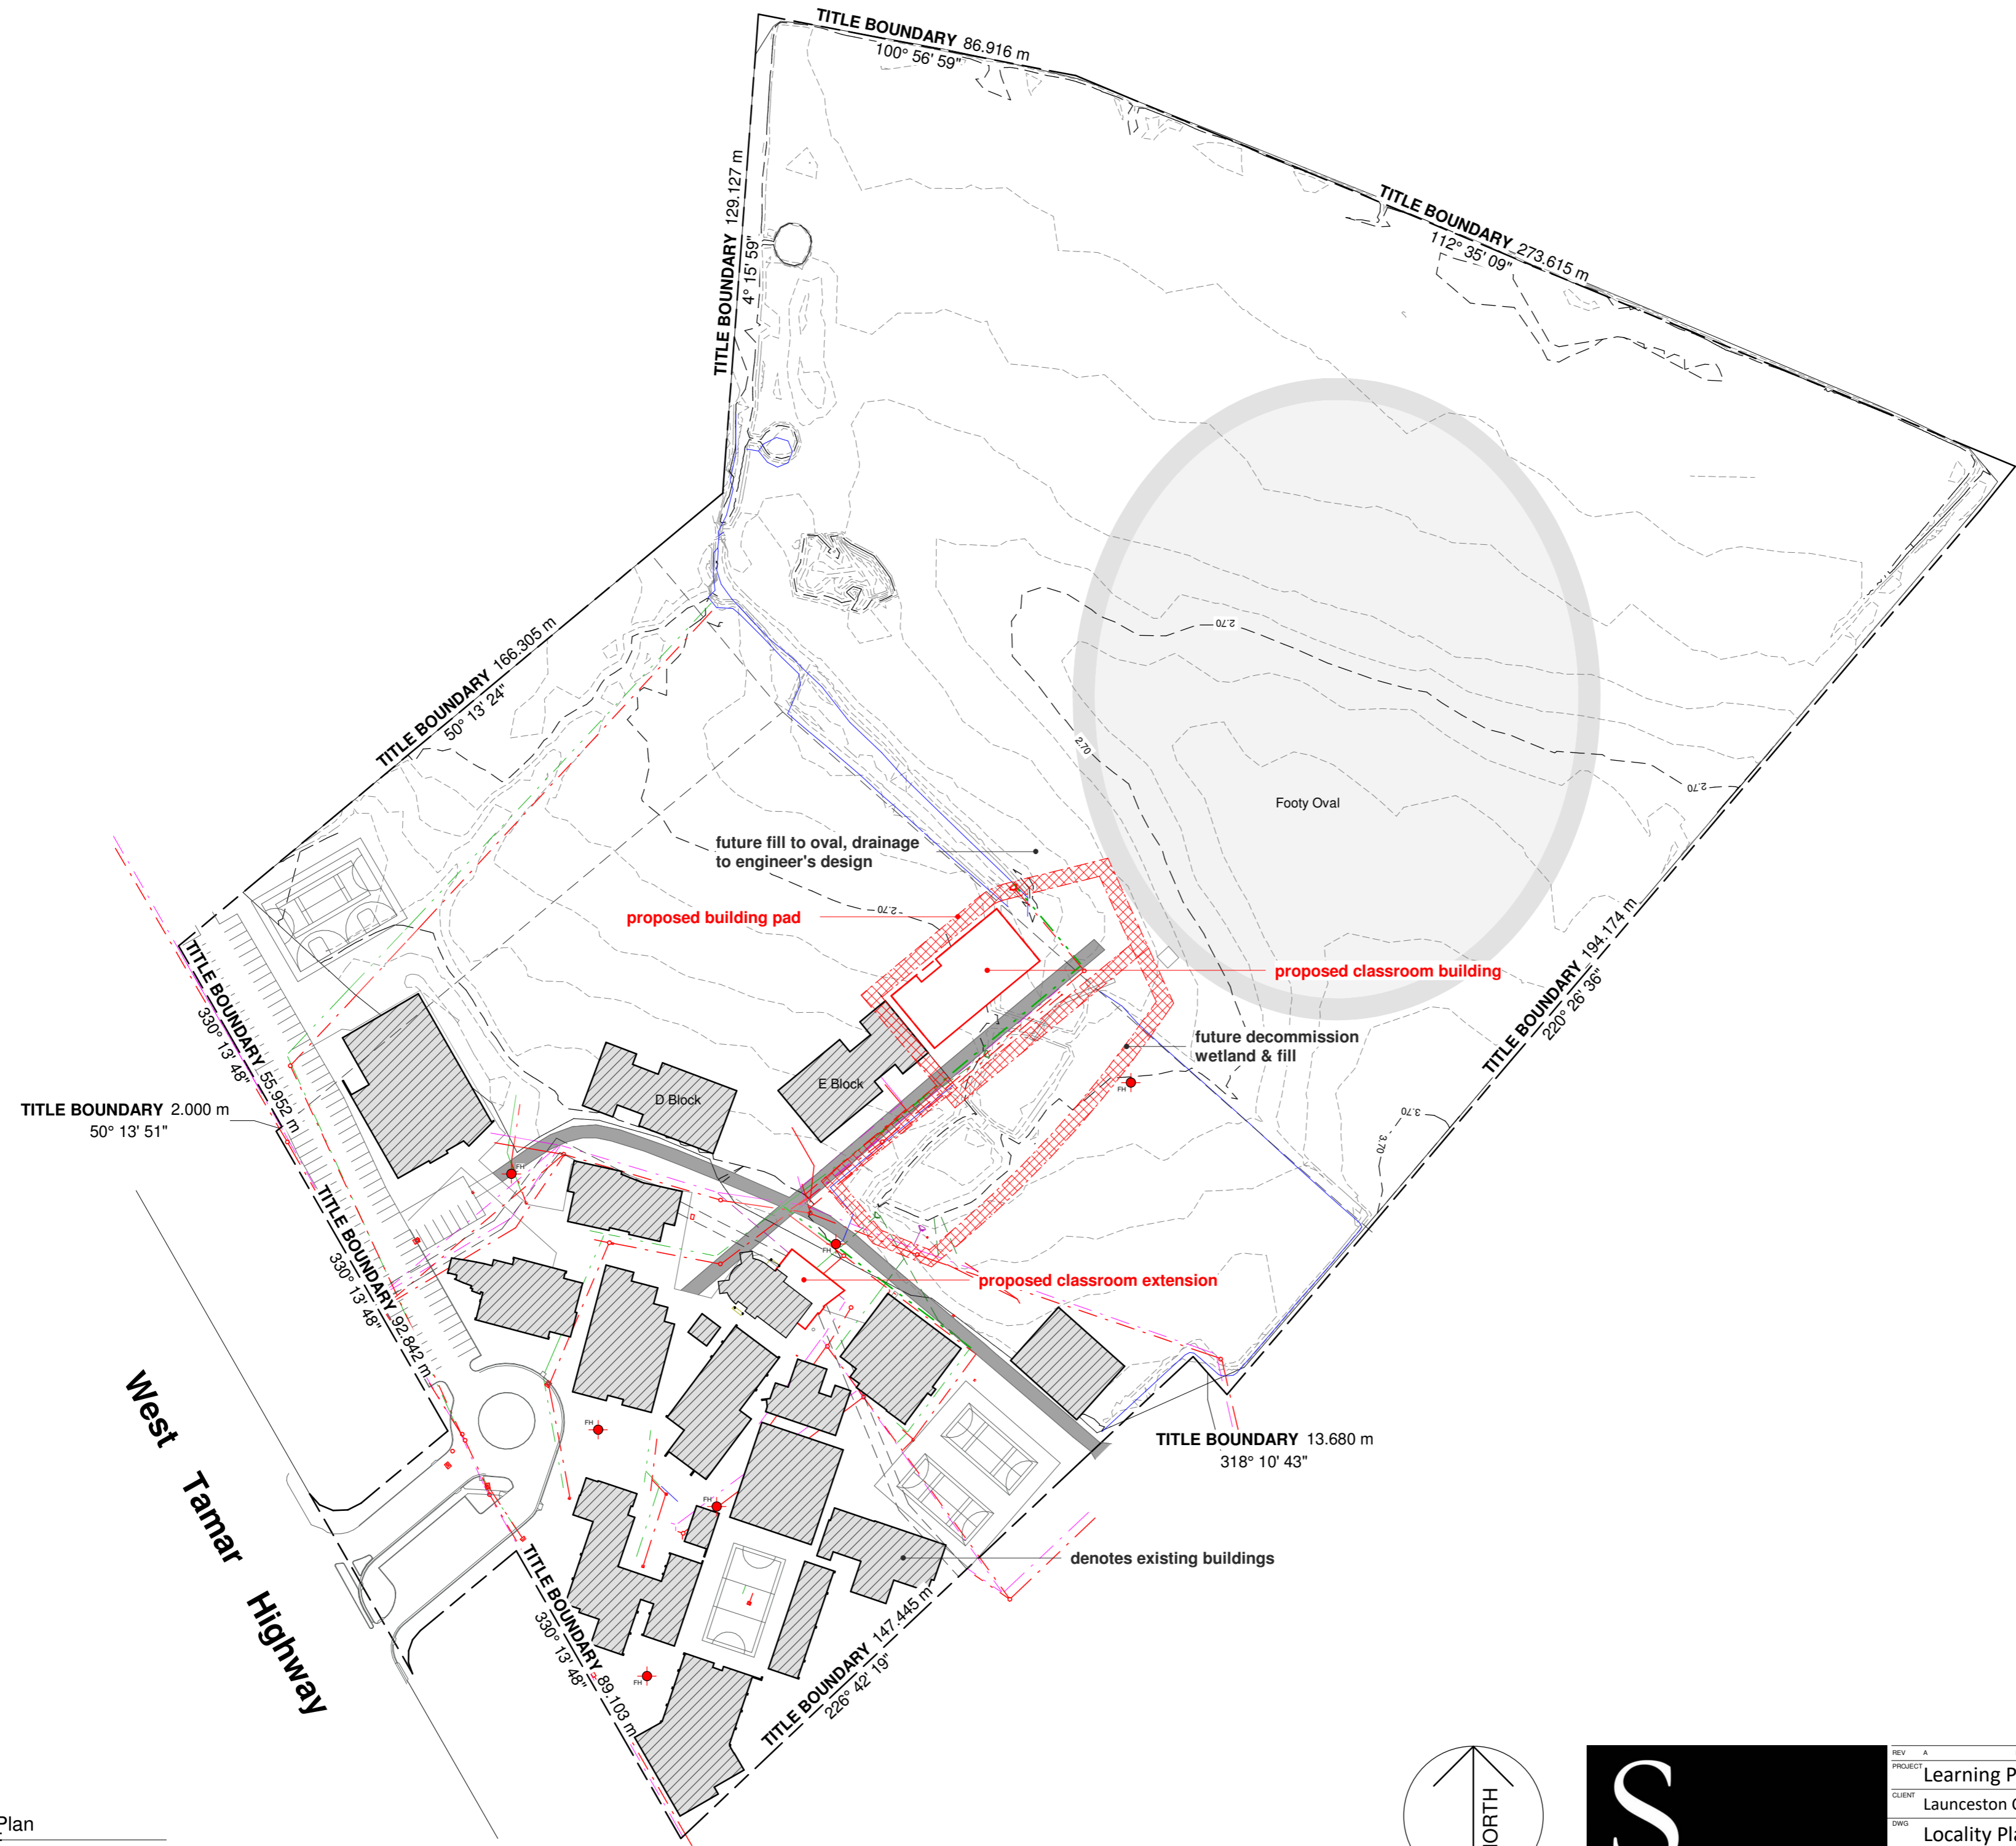 TITLE BOUNDARY 86.916 m
100° 56' 59"
TITLE BOUNDARY 129.127 m
4° 15' 59"
TITLE BOUNDARY 273.615 m
112° 35' 09"
TITLE BOUNDARY 166.305 m
50° 13' 24"
2.70
2.70
2.70
Footy Oval
future fill to oval, drainage
to engineer's design
2.70
proposed building pad
proposed classroom building
TITLE BOUNDARY 194.174 m
220° 26' 36"
TITLE BOUNDARY 55.952 m
330° 13' 48"
future decommission
wetland & fill
FH
E Block
D Block
TITLE BOUNDARY 2.000 m
50° 13' 51"
3.70
3.70
FH
TITLE BOUNDARY 92.842 m
330° 13' 48"
FH
proposed classroom extension
West Tamar Highway
FH
TITLE BOUNDARY 13.680 m
318° 10' 43"
FH
denotes existing buildings
TITLE BOUNDARY 89.103 m
330° 13' 48"
FH
TITLE BOUNDARY 147.445 m
226° 42' 19"
Plan
NORTH
S
REV A
PROJECT Learning P
CLIENT Launceston C
DWG Locality Pla